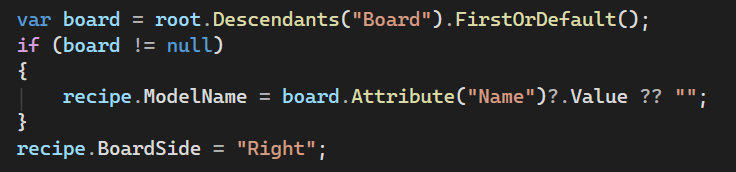 var board = root.Descendants("Board").FirstOrDefault();
if (board != null)
{
    recipe.ModelName = board.Attribute("Name")?.Value ?? "";
}
recipe.BoardSide = "Right";